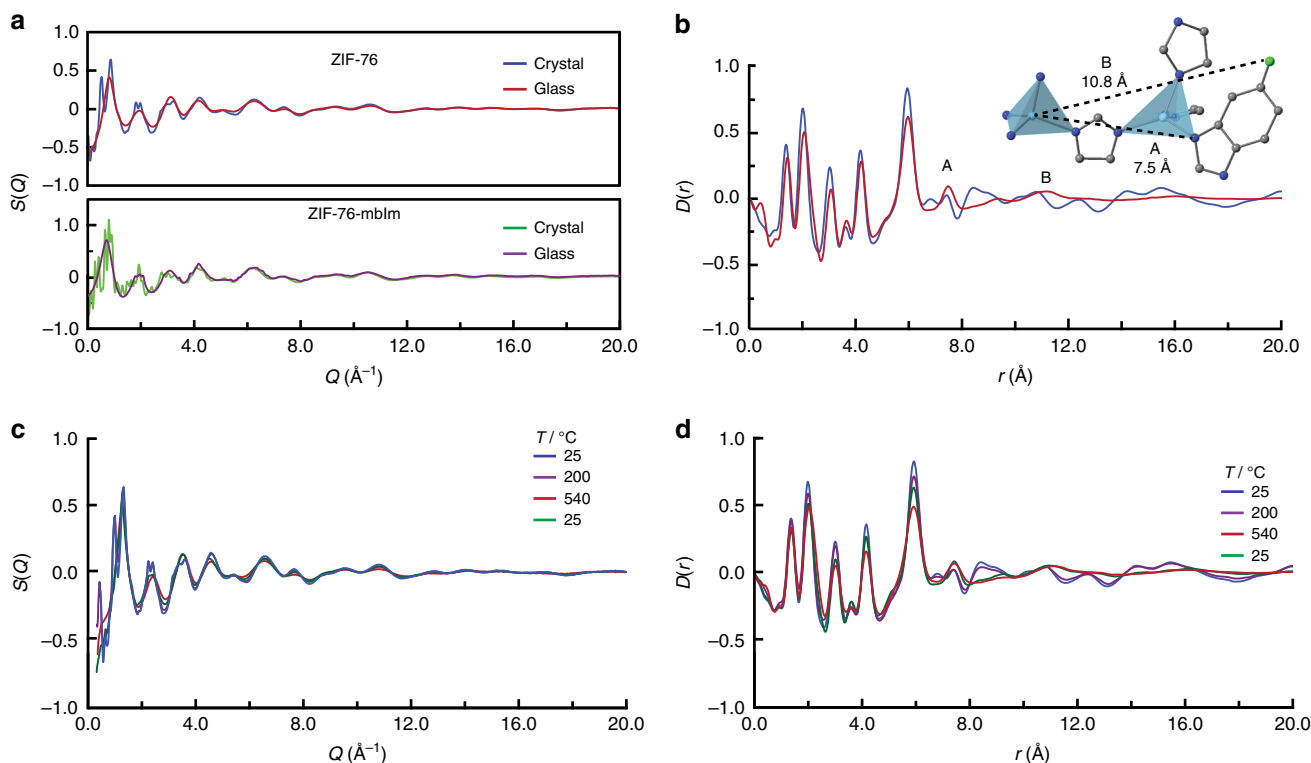 a
1.0
0.5
0
–0.5
–1.0
ZIF-76
Crystal
Glass
1.0
0
–1.0
ZIF-76-mbIm
Crystal
Glass
S(Q)
0.0
4.0
8.0
12.0
16.0
20.0
Q (Å–1)
b
1.0
0.5
0.0
–0.5
–1.0
D(r)
B
10.8 Å
A
7.5 Å
A
B
0.0
4.0
8.0
12.0
16.0
20.0
r (Å)
c
1.0
0.5
0.0
–0.5
–1.0
S(Q)
T / °C
25
200
540
25
0.0
4.0
8.0
12.0
16.0
20.0
Q (Å–1)
d
1.0
0.5
0.0
–0.5
–1.0
D(r)
T / °C
25
200
540
25
0.0
4.0
8.0
12.0
16.0
20.0
r (Å)